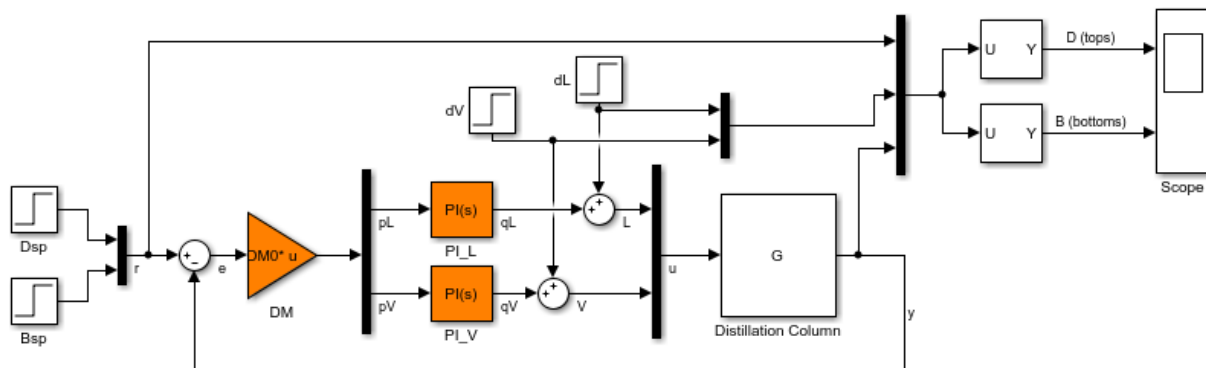 D (tops)
U Y
dL
dV
U Y
B (bottoms)
Scope
Dsp
PI(s)
pL
qL
PI_L
L
r
e
DM0* u
DM
u
G
Bsp
pV
PI(s)
qV
PI_V
V
Distillation Column
y